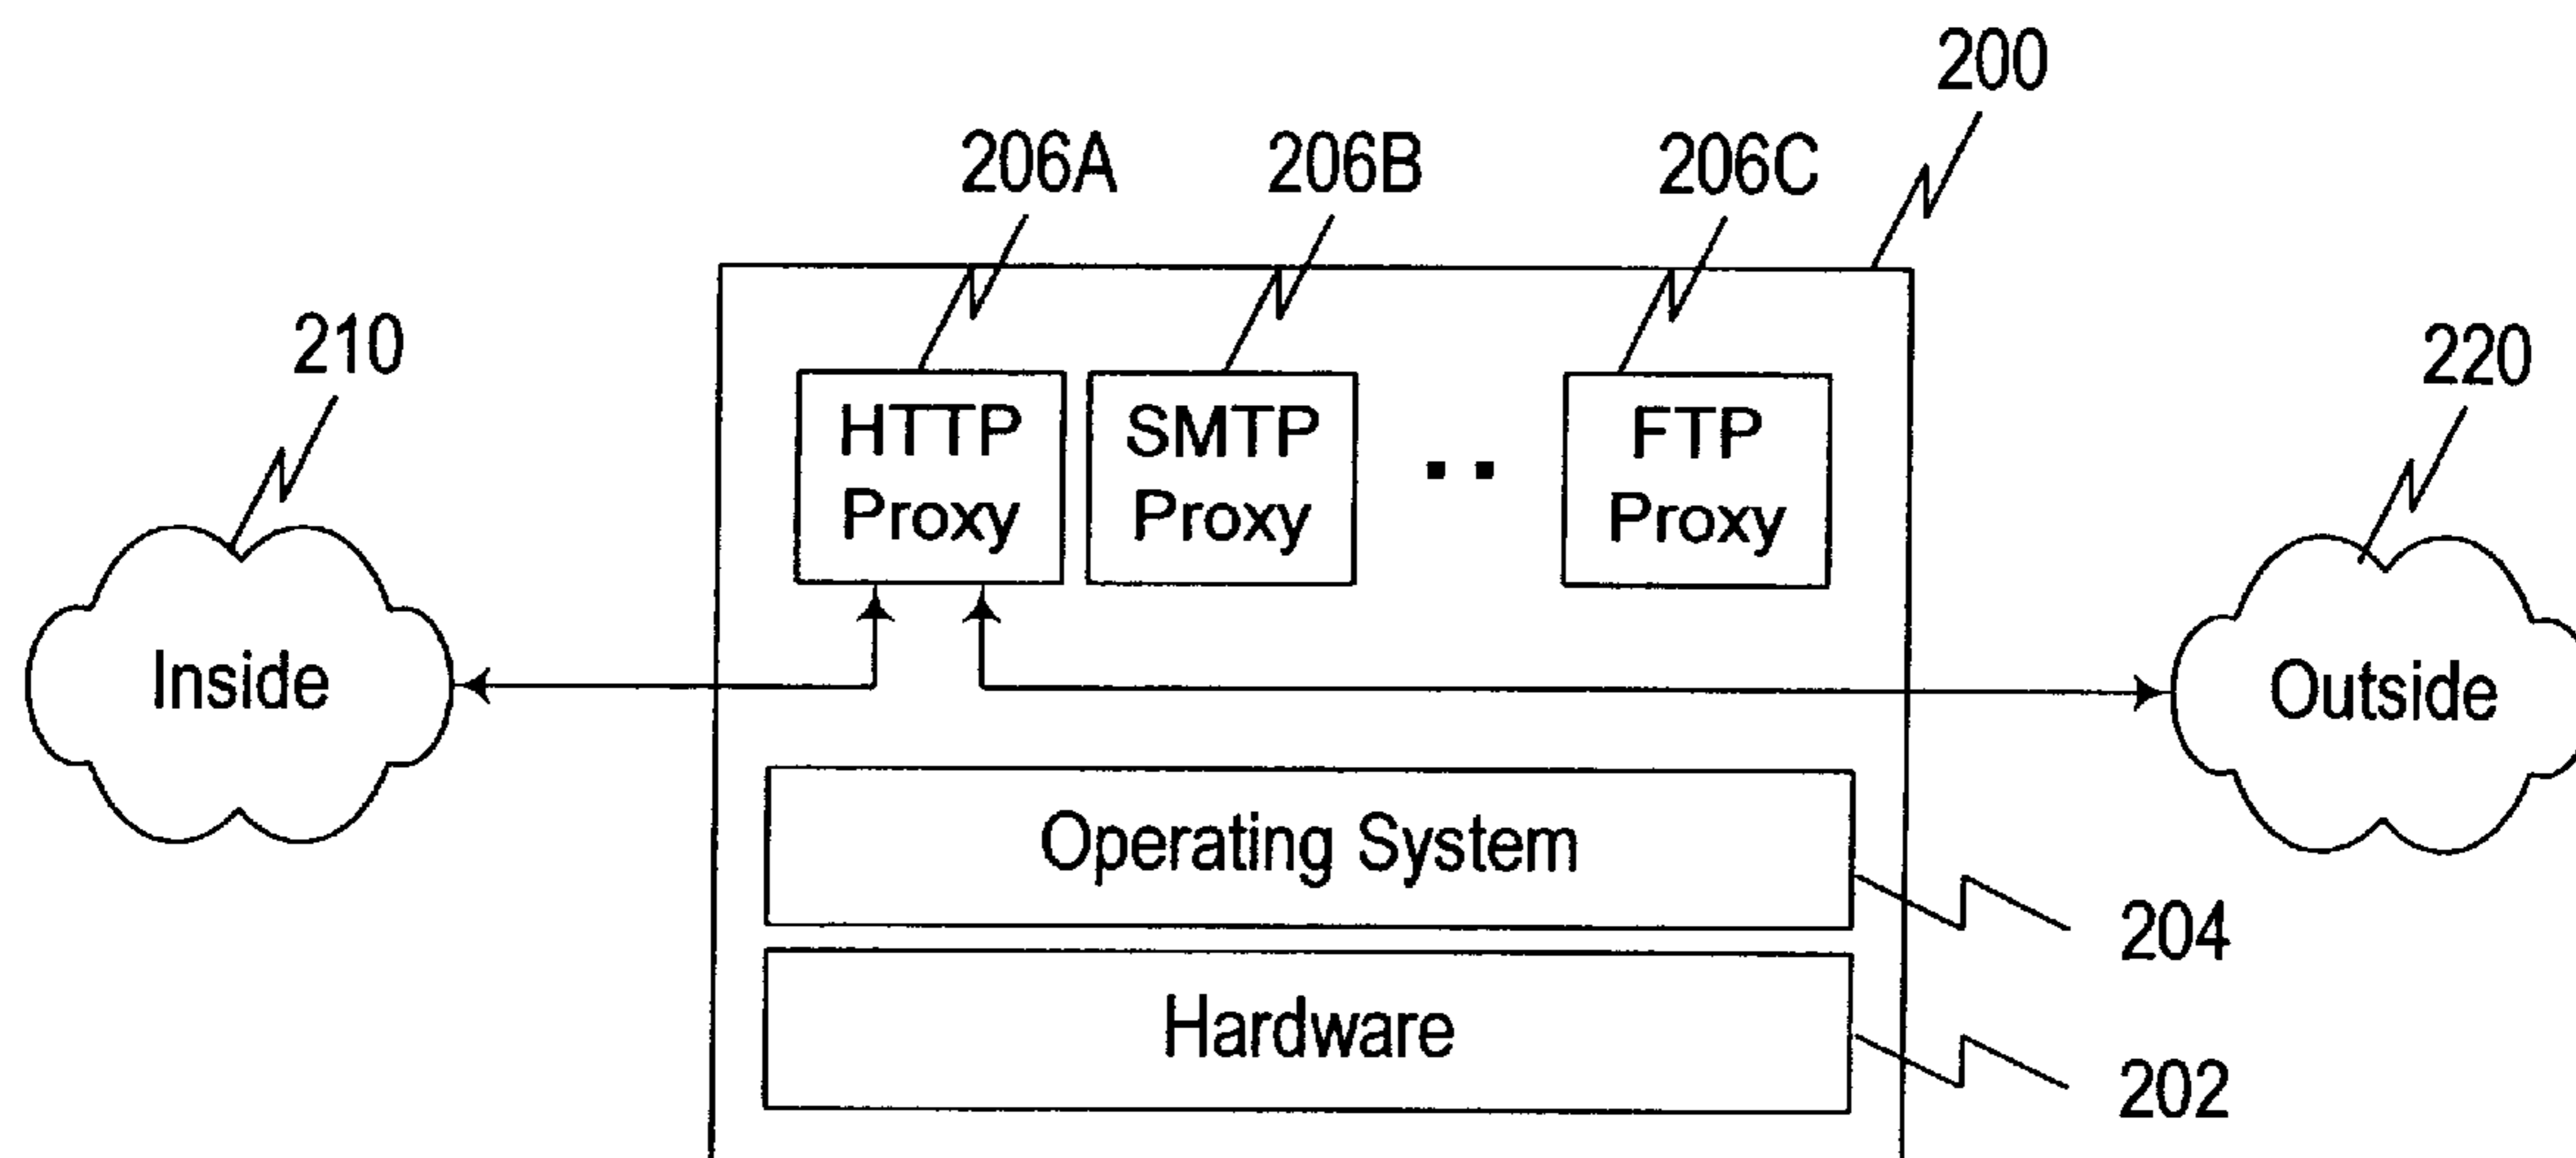 200
206A
206B
206C
210
220
HTTP
Proxy
SMTP
Proxy
..
FTP
Proxy
Inside
Outside
Operating System
204
Hardware
202